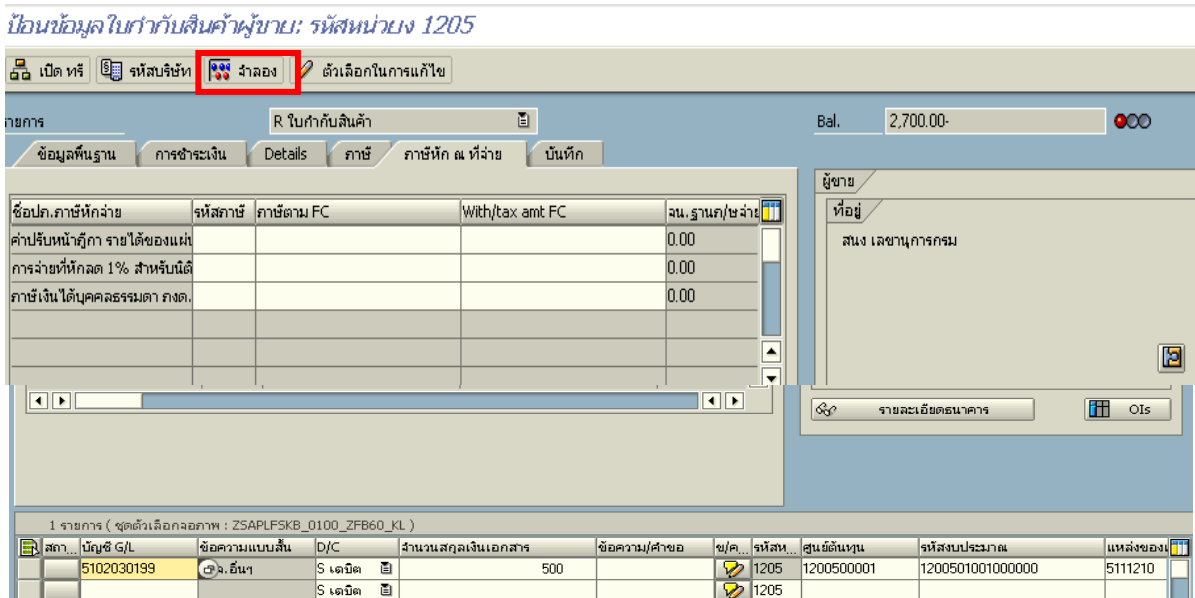 ป้อนข้อมูลใบกำกับสินค้าผู้ขาย: รหัสหน่วยง 1205
เปิด ทรี รหัสบริษัท จำลอง ตัวเลือกในการแก้ไข
ายการ R ใบกำกับสินค้า Bal. 2,700.00-
ข้อมูลพื้นฐาน การชำระเงิน Details ภาษี ภาษีหัก ณ ที่จ่าย บันทึก
ผู้ขาย
ชื่อปภ.ภาษีหักจ่าย รหัสภาษี ภาษีตาม FC With/tax amt FC จน.ฐานภ/ษจ่าย ที่อยู่
ค่าปรับหน้าฎีกา รายได้ของแผ่น 0.00 สนง เลขานุการกรม
การจ่ายที่หักลด 1% สำหรับนิติ 0.00
ภาษีเงินได้บุคคลธรรมดา ภงด. 0.00
รายละเอียดธนาคาร OIs
1 รายการ ( ชุดตัวเลือกจอภาพ : ZSAPLFSKB_0100_ZFB60_KL )
สถา... บัญชี G/L ข้อความแบบสั้น D/C จำนวนสกุลเงินเอกสาร ข้อความ/คำขอ ข/ค... รหัสห... ศูนย์ต้นทุน รหัสงบประมาณ แหล่งของเ
5102030199 จ.อื่นๆ S เดบิต 500 1205 1200500001 1200501001000000 5111210
S เดบิต 1205